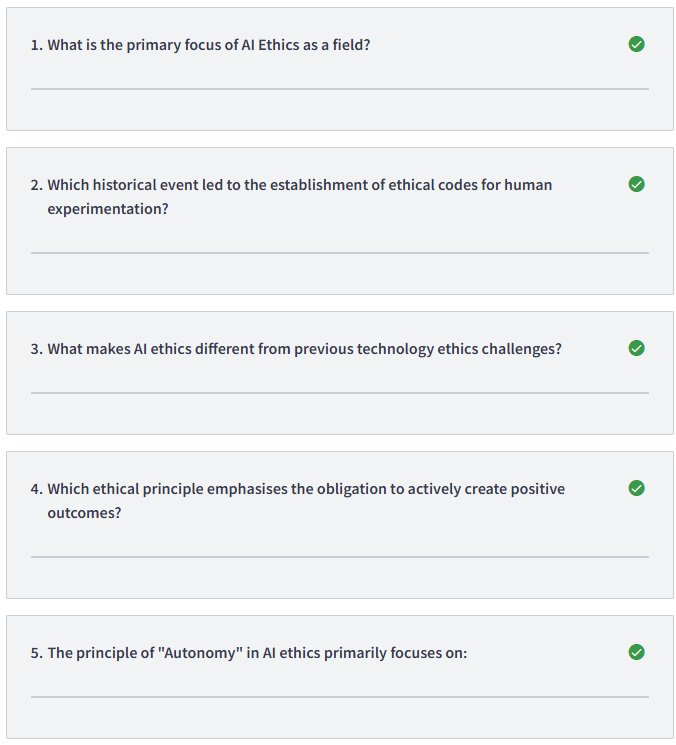 1. What is the primary focus of AI Ethics as a field?
2. Which historical event led to the establishment of ethical codes for human
experimentation?
3. What makes AI ethics different from previous technology ethics challenges?
4. Which ethical principle emphasises the obligation to actively create positive
outcomes?
5. The principle of "Autonomy" in AI ethics primarily focuses on: